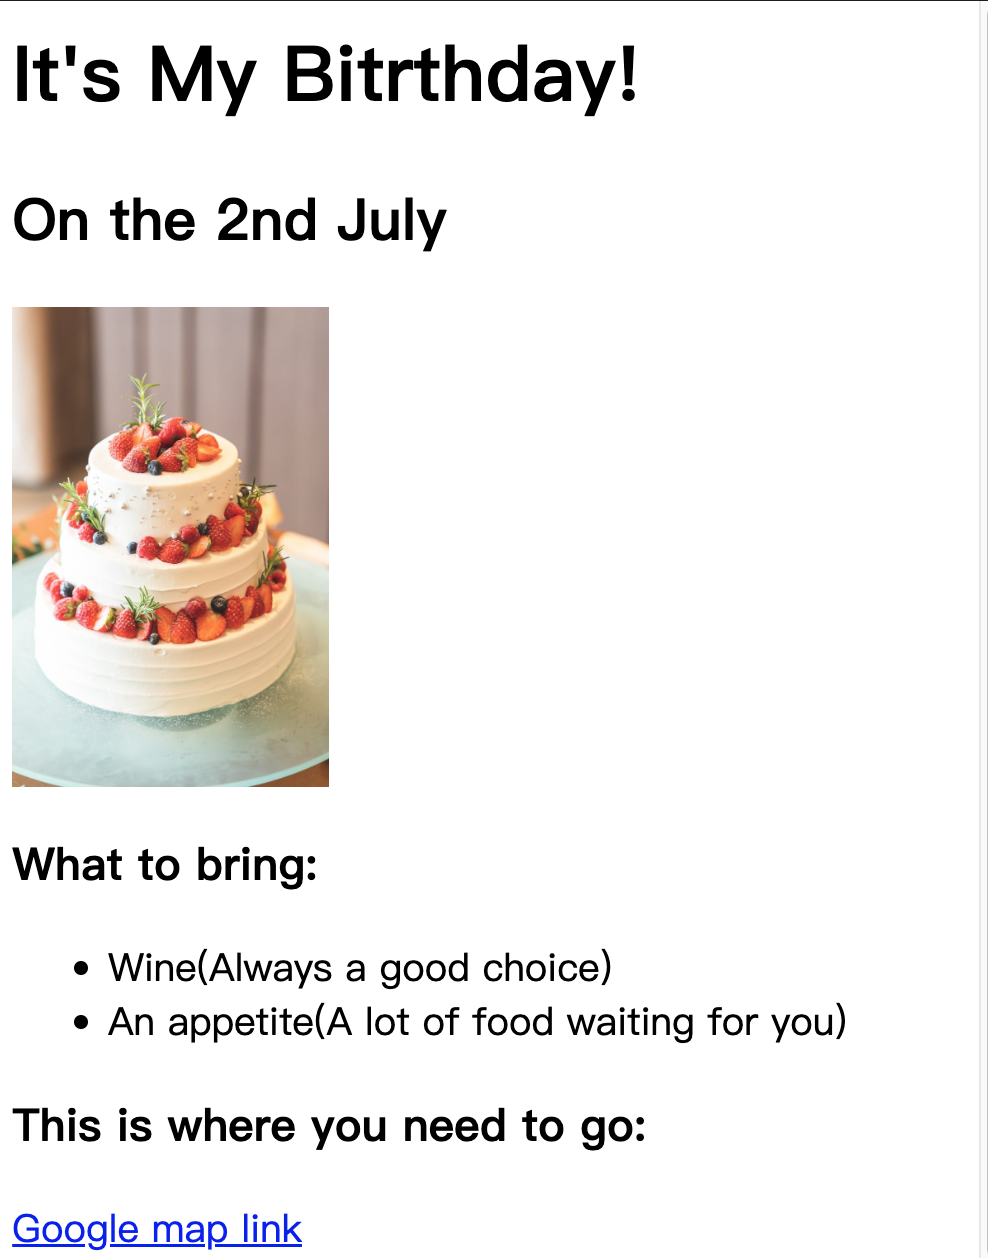 It's My Bitrthday!
On the 2nd July
What to bring:
Wine(Always a good choice)
An appetite(A lot of food waiting for you)
This is where you need to go:
Google map link